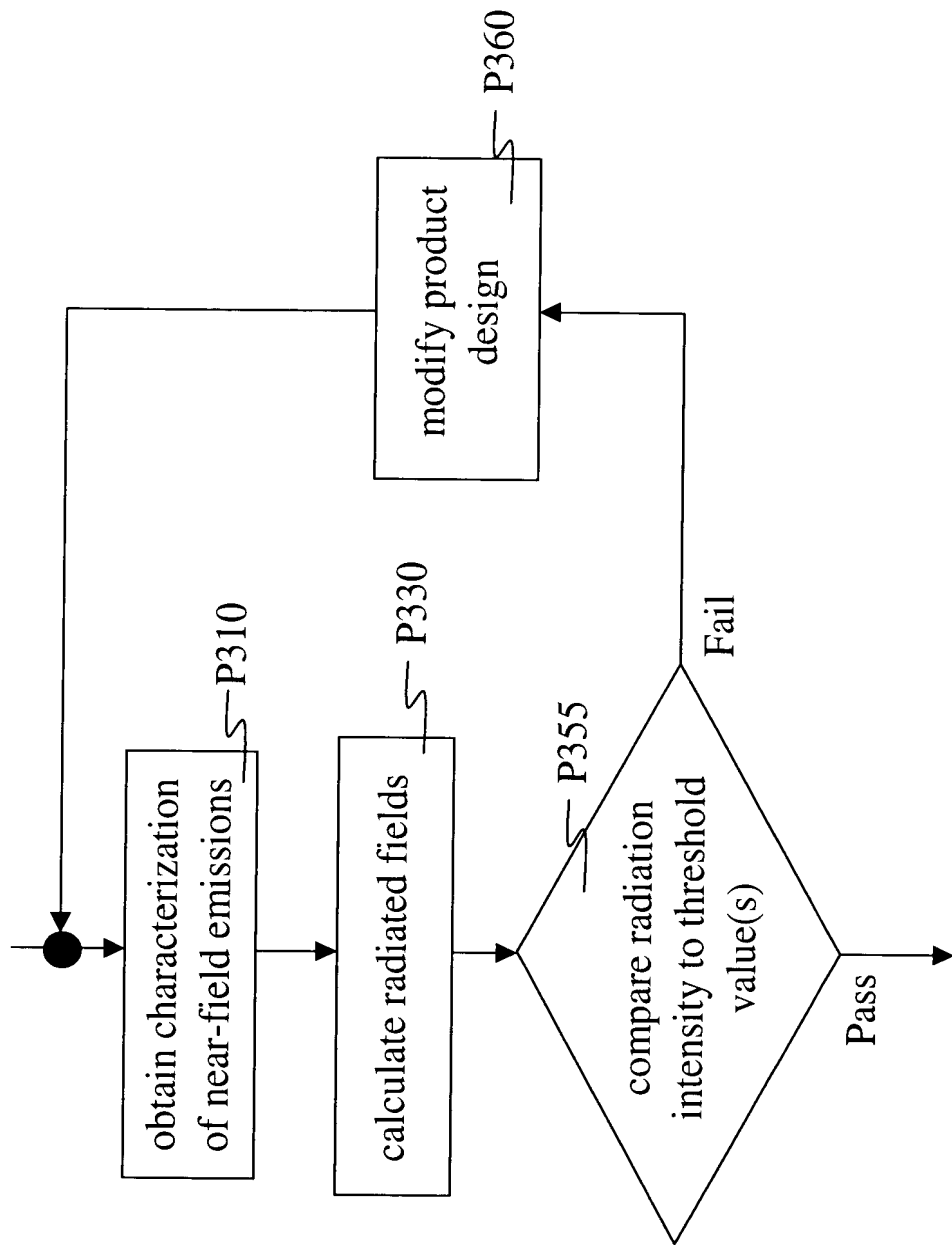 obtain characterization
of near-field emissions
P310
calculate radiated fields
P330
compare radiation
intensity to threshold
value(s)
P355
Pass
Fail
modify product
design
P360